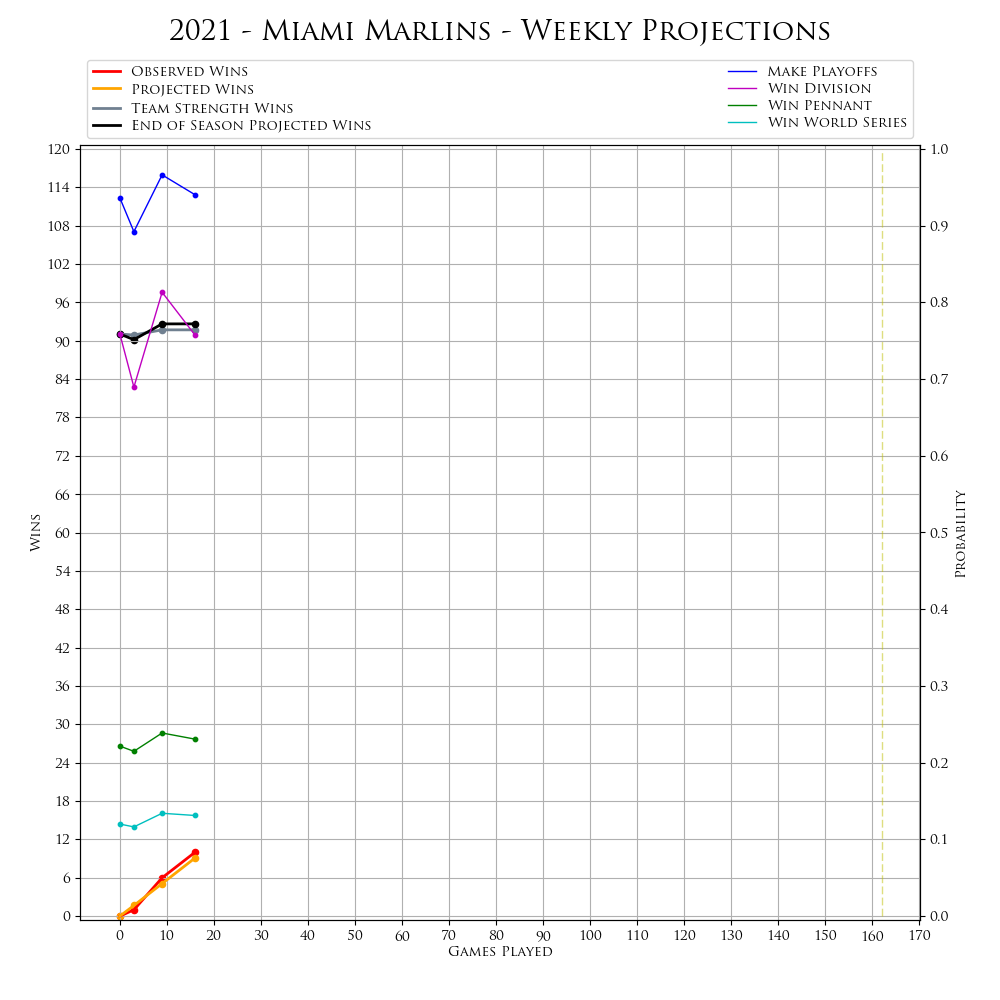 2021 - Miami Marlins - Weekly Projections
Observed Wins
Projected Wins
Team Strength Wins
End of Season Projected Wins
Make Playoffs
Win Division
Win Pennant
Win World Series
120
114
108
102
96
90
84
78
72
66
60
54
48
42
36
30
24
18
12
6
0
Wins
1.0
0.9
0.8
0.7
0.6
0.5
0.4
0.3
0.2
0.1
0.0
Probability
0 10 20 30 40 50 60 70 80 90 100 110 120 130 140 150 160 170
Games Played